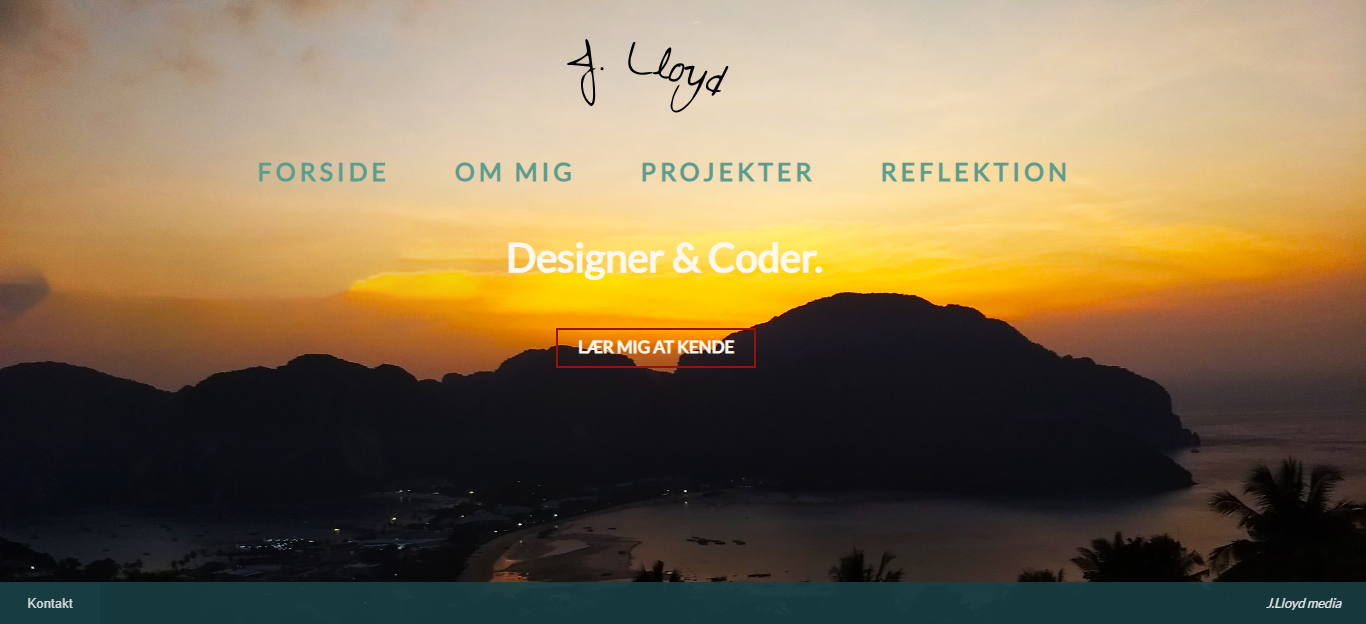 J. Lloyd
FORSIDE OM MIG PROJEKTER REFLEKTION
Designer & Coder.
LÆR MIG AT KENDE
Kontakt J.Lloyd media